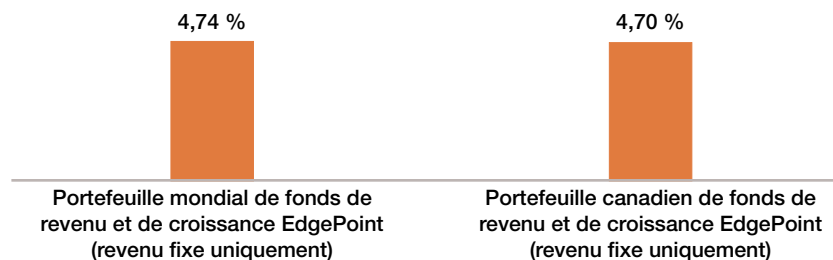 4,74 %
4,70 %
Portefeuille mondial de fonds de
revenu et de croissance EdgePoint
(revenu fixe uniquement)
Portefeuille canadien de fonds de
revenu et de croissance EdgePoint
(revenu fixe uniquement)